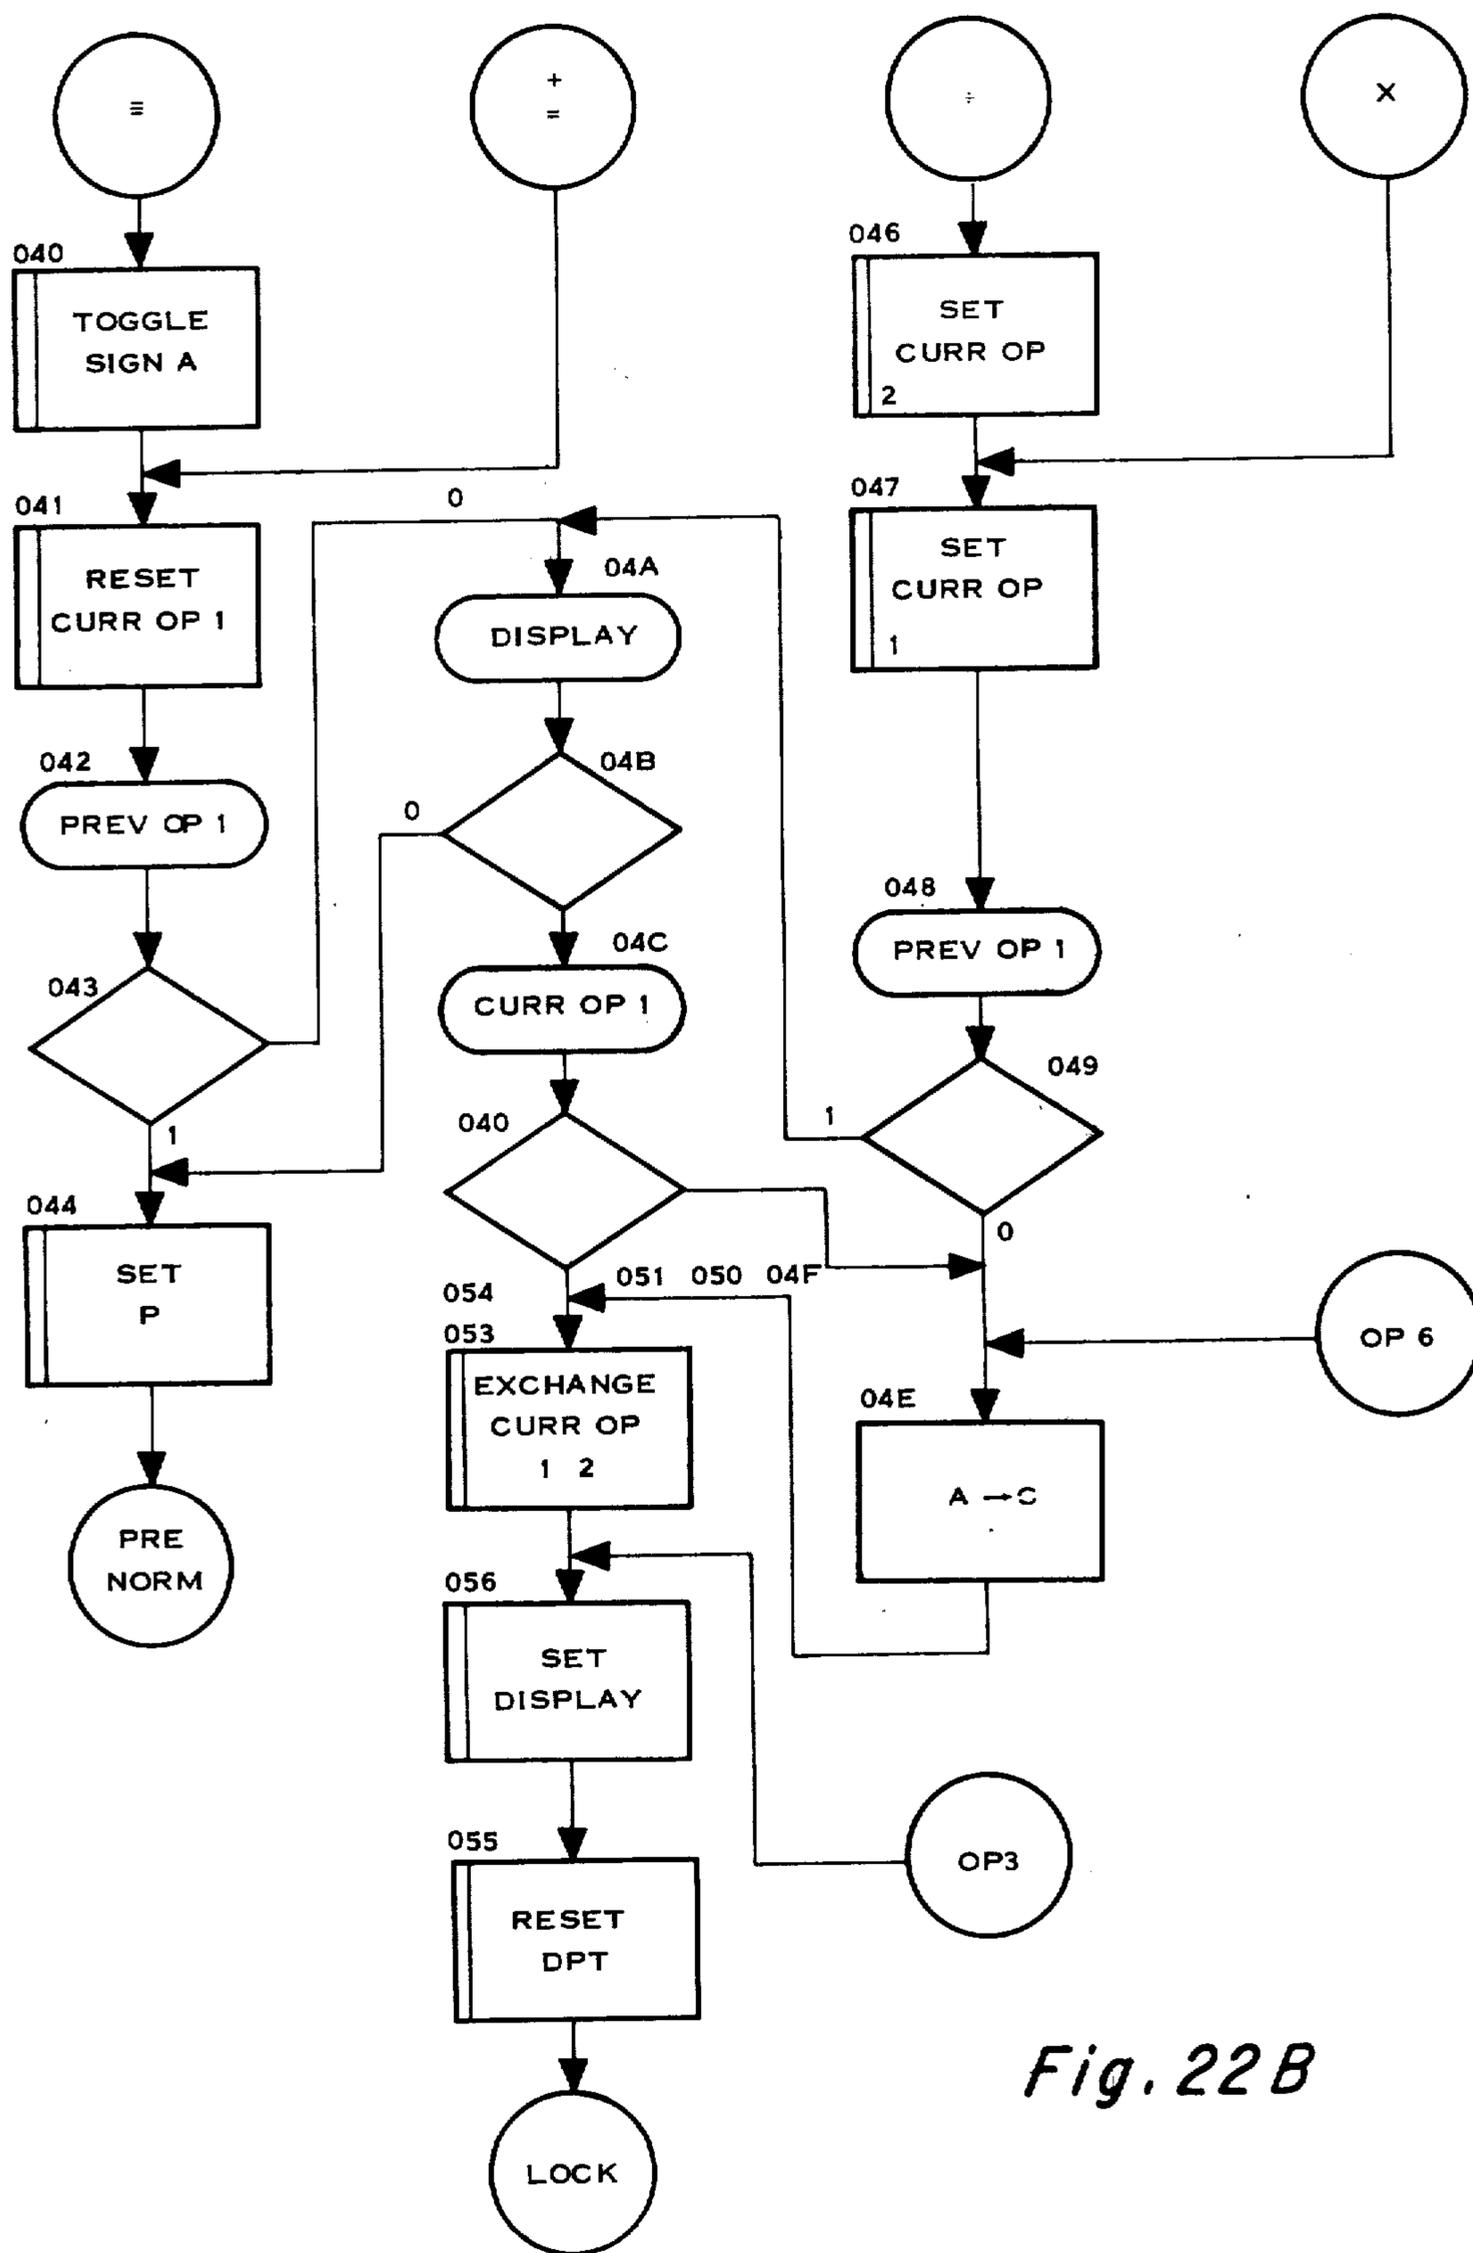 ≡
+
=
÷
X
040
TOGGLE
SIGN A
046
SET
CURR OP
2
041
RESET
CURR OP 1
0
04A
DISPLAY
047
SET
CURR OP
1
042
PREV OP 1
04B
0
043
1
04C
CURR OP 1
048
PREV OP 1
040
049
1
0
044
SET
P
051 050 04F
054
053
EXCHANGE
CURR OP
1 2
OP 6
04E
A → C
PRE
NORM
056
SET
DISPLAY
055
RESET
DPT
OP3
LOCK
Fig. 22B